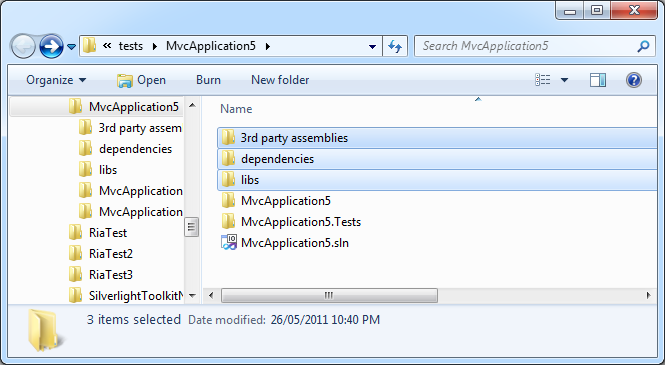 « tests MvcApplication5
Search MvcApplication5
Organize Open Burn New folder
MvcApplication5
3rd party assem
dependencies
libs
MvcApplication
MvcApplication
RiaTest
RiaTest2
RiaTest3
SilverlightToolkitN
Name
3rd party assemblies
dependencies
libs
MvcApplication5
MvcApplication5.Tests
MvcApplication5.sln
3 items selected Date modified: 26/05/2011 10:40 PM